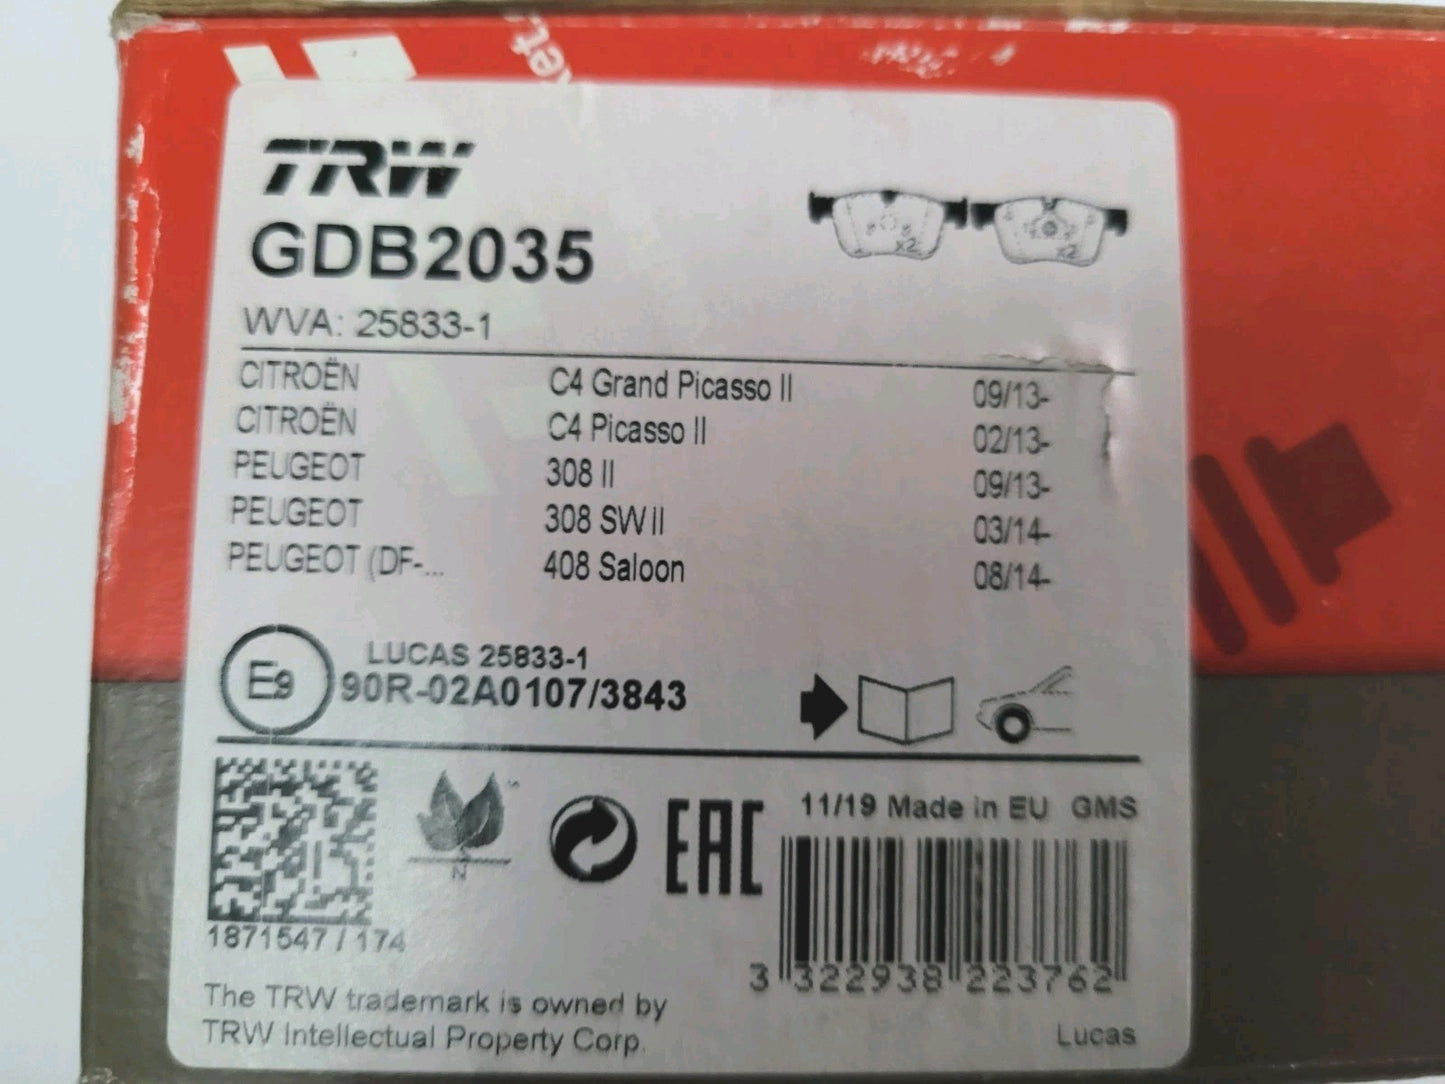 TRW
GDB2035
x2 x2
WVA: 25833-1
CITROËN C4 Grand Picasso II 09/13-
CITROËN C4 Picasso II 02/13-
PEUGEOT 308 II 09/13-
PEUGEOT 308 SW II 03/14-
PEUGEOT (DF-... 408 Saloon 08/14-
LUCAS 25833-1
E9 90R-02A0107/3843
N
EAC
11/19 Made in EU GMS
1871547 / 174
3 322938 223762
The TRW trademark is owned by
TRW Intellectual Property Corp.
Lucas